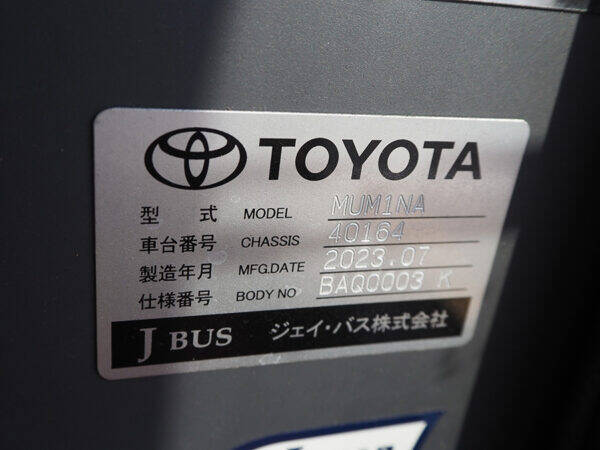 TOYOTA
型式 MODEL MUM1NA
車台番号 CHASSIS 40164
製造年月 MFG.DATE 2023.07
仕様番号 BODY NO BAQ0003 K
J BUS ジェイ・バス株式会社